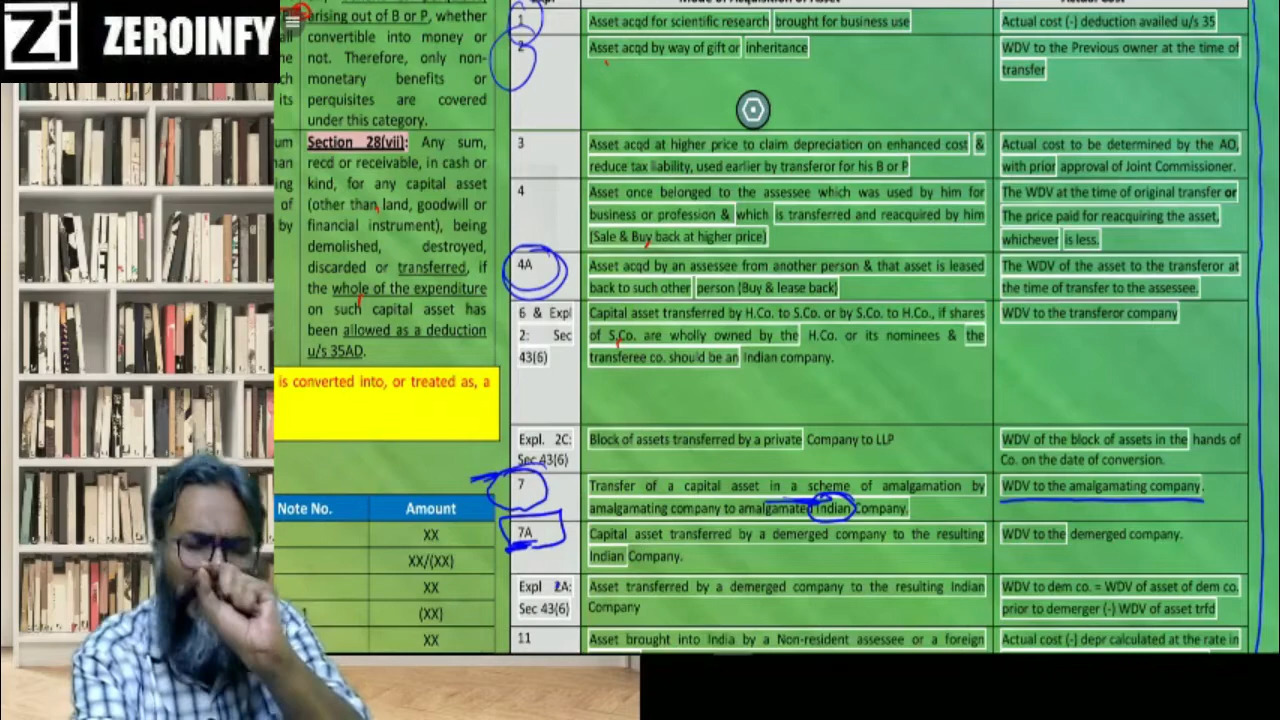 ZEROINFY
arising out of B or P, whether
convertible into money or
not. Therefore, only non-
monetary benefits or
its perquisites are covered
under this category.
Section 28(vii): Any sum,
recd or receivable, in cash or
kind, for any capital asset
of (other than land, goodwill or
by financial instrument), being
demolished, destroyed,
discarded or transferred, if
the whole of the expenditure
on such capital asset has
been allowed as a deduction
u/s 35AD.
is converted into, or treated as, a
Note No. Amount
XX
XX/(XX)
XX
1 (XX)
XX
Mode of Acquisition of Asset Actual Cost
1 Asset acqd for scientific research brought for business use Actual cost (-) deduction availed u/s 35
2 Asset acqd by way of gift or inheritance WDV to the Previous owner at the time of
transfer
3 Asset acqd at higher price to claim depreciation on enhanced cost & Actual cost to be determined by the AO,
reduce tax liability, used earlier by transferor for his B or P with prior approval of Joint Commissioner.
4 Asset once belonged to the assessee which was used by him for The WDV at the time of original transfer or
business or profession & which is transferred and reacquired by him The price paid for reacquiring the asset,
(Sale & Buy back at higher price) whichever is less.
4A Asset acqd by an assessee from another person & that asset is leased The WDV of the asset to the transferor at
back to such other person (Buy & lease back) the time of transfer to the assessee.
6 & Expl Capital asset transferred by H.Co. to S.Co. or by S.Co. to H.Co., if shares WDV to the transferor company
2: Sec of S.Co. are wholly owned by the H.Co. or its nominees & the
43(6) transferee co. should be an Indian company.
Expl. 2C: Block of assets transferred by a private Company to LLP WDV of the block of assets in the hands of
Sec 43(6) Co. on the date of conversion.
7 Transfer of a capital asset in a scheme of amalgamation by WDV to the amalgamating company.
amalgamating company to amalgamated Indian Company.
7A Capital asset transferred by a demerged company to the resulting WDV to the demerged company.
Indian Company.
Expl 2A: Asset transferred by a demerged company to the resulting Indian WDV to dem co. = WDV of asset of dem co.
Sec 43(6) Company prior to demerger (-) WDV of asset trfd
11 Asset brought into India by a Non-resident assessee or a foreign Actual cost (-) depr calculated at the rate in